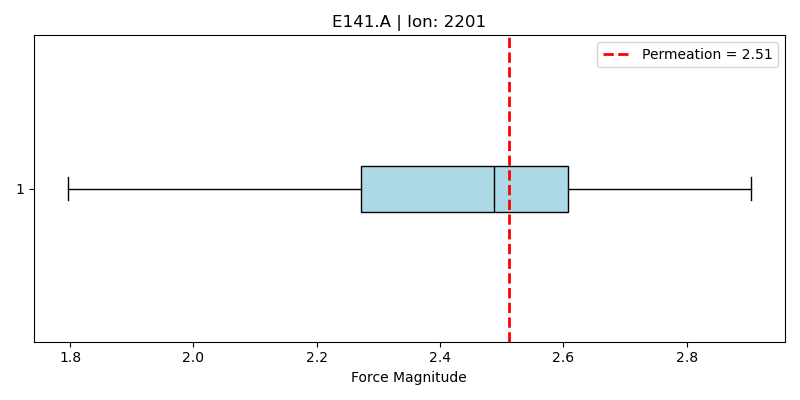 E141.A | Ion: 2201
Permeation = 2.51
1
1.8 2.0 2.2 2.4 2.6 2.8
Force Magnitude